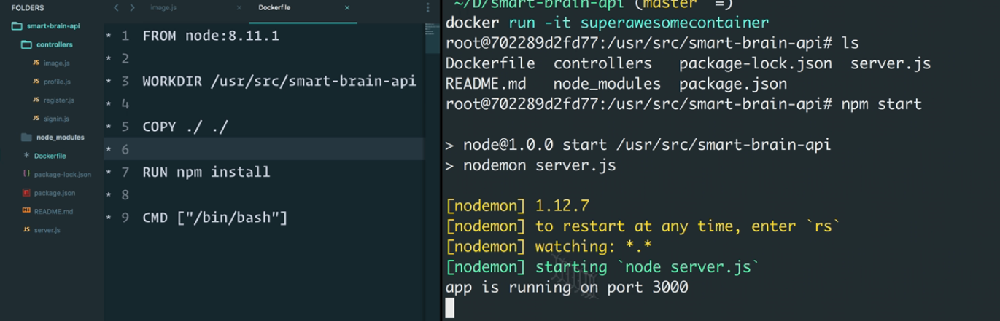 FOLDERS
smart-brain-api
controllers
JS image.js
JS profile.js
JS register.js
JS signin.js
node_modules
* Dockerfile
{ } package-lock.json
package.json
README.md
JS server.js
image.js ×
Dockerfile ×
* 1 FROM node:8.11.1
* 2
* 3 WORKDIR /usr/src/smart-brain-api
* 4
* 5 COPY ./ ./
* 6
* 7 RUN npm install
* 8
* 9 CMD ["/bin/bash"]
~/D/smart-brain-api (master =)
docker run -it superawesomecontainer
root@702289d2fd77:/usr/src/smart-brain-api# ls
Dockerfile controllers package-lock.json server.js
README.md node_modules package.json
root@702289d2fd77:/usr/src/smart-brain-api# npm start
> node@1.0.0 start /usr/src/smart-brain-api
> nodemon server.js
[nodemon] 1.12.7
[nodemon] to restart at any time, enter `rs`
[nodemon] watching: *.*
[nodemon] starting `node server.js`
app is running on port 3000